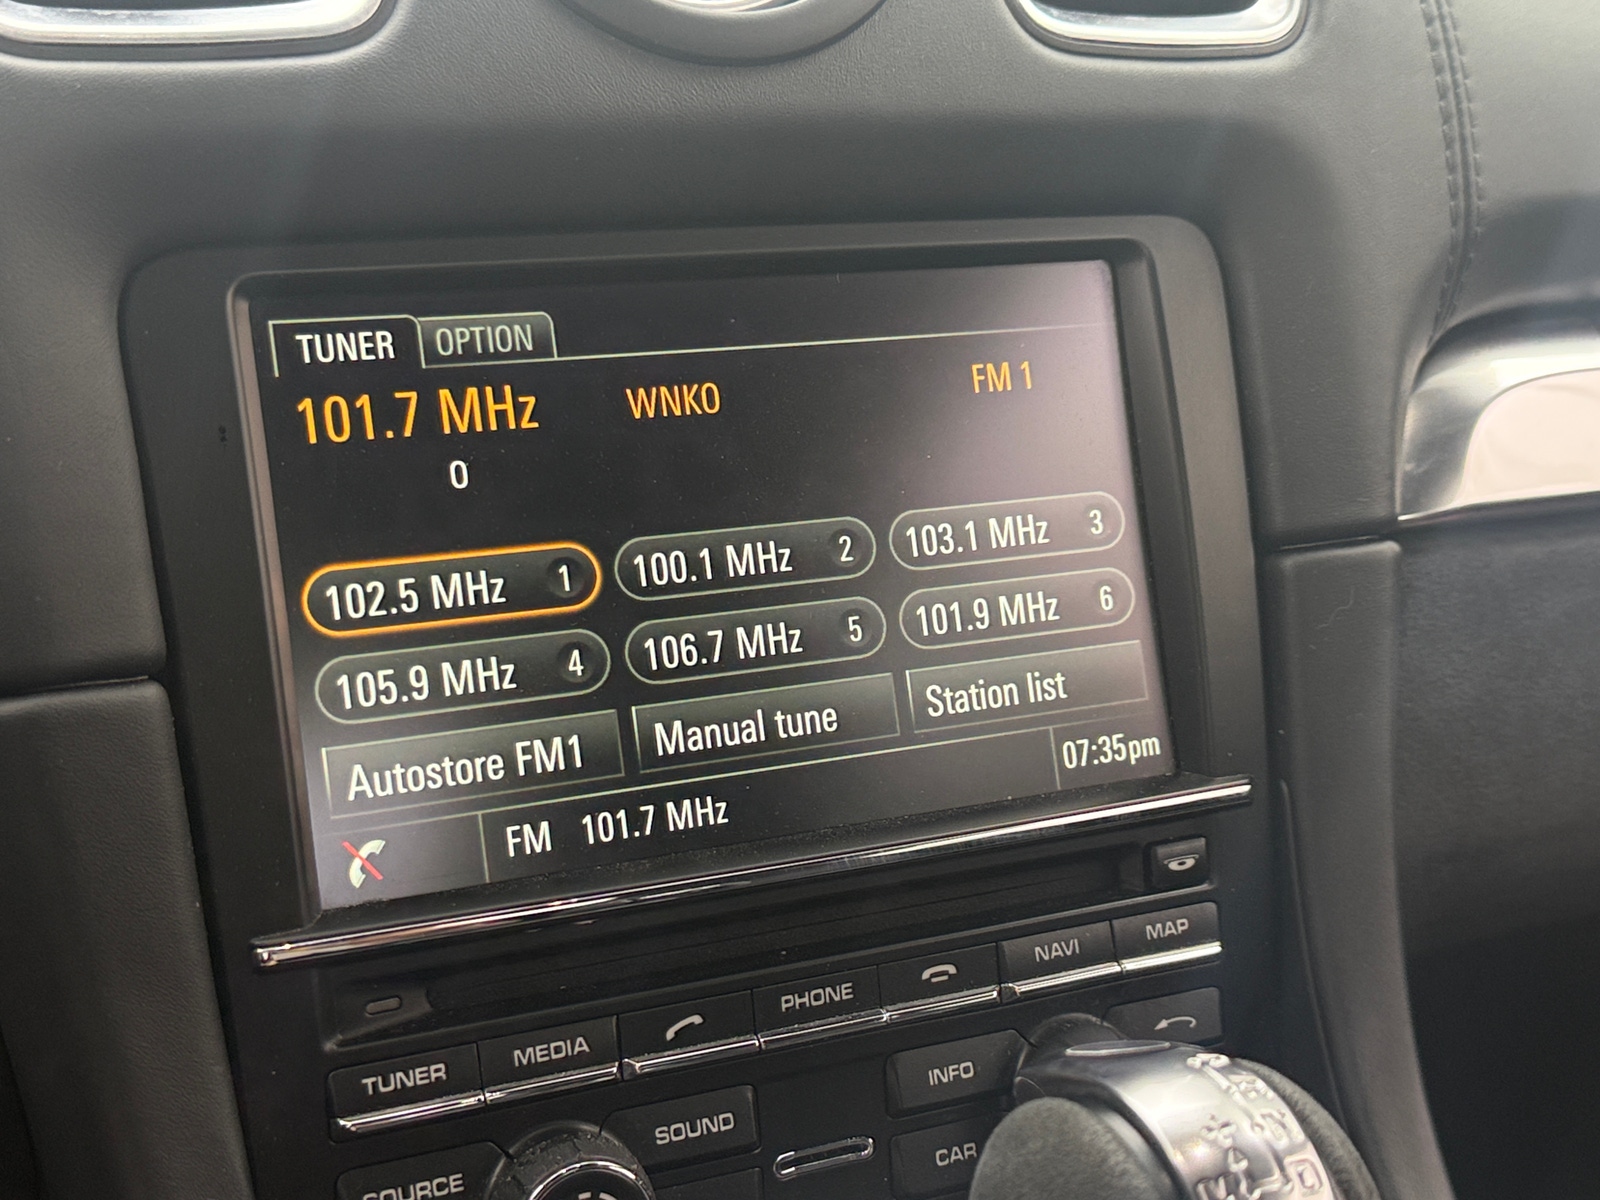 TUNER OPTION
101.7 MHz WNKO FM 1
0
102.5 MHz 1 100.1 MHz 2 103.1 MHz 3
105.9 MHz 4 106.7 MHz 5 101.9 MHz 6
Autostore FM1 Manual tune Station list
FM 101.7 MHz 07:35pm
TUNER MEDIA PHONE NAVI MAP
SOUND INFO
SOURCE CAR